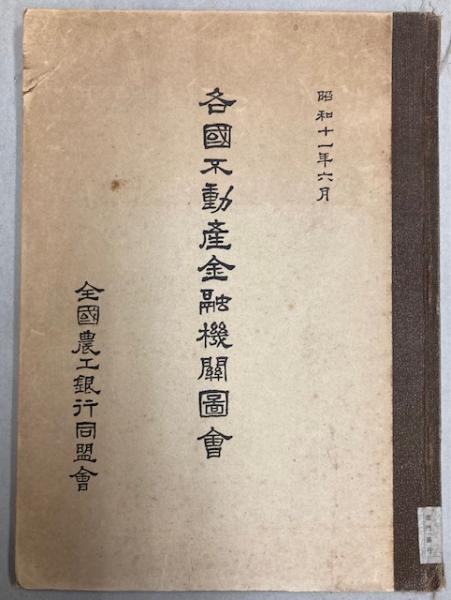 昭和十一年六月
各國不動產金融機關圖會
全國農工銀行同盟會